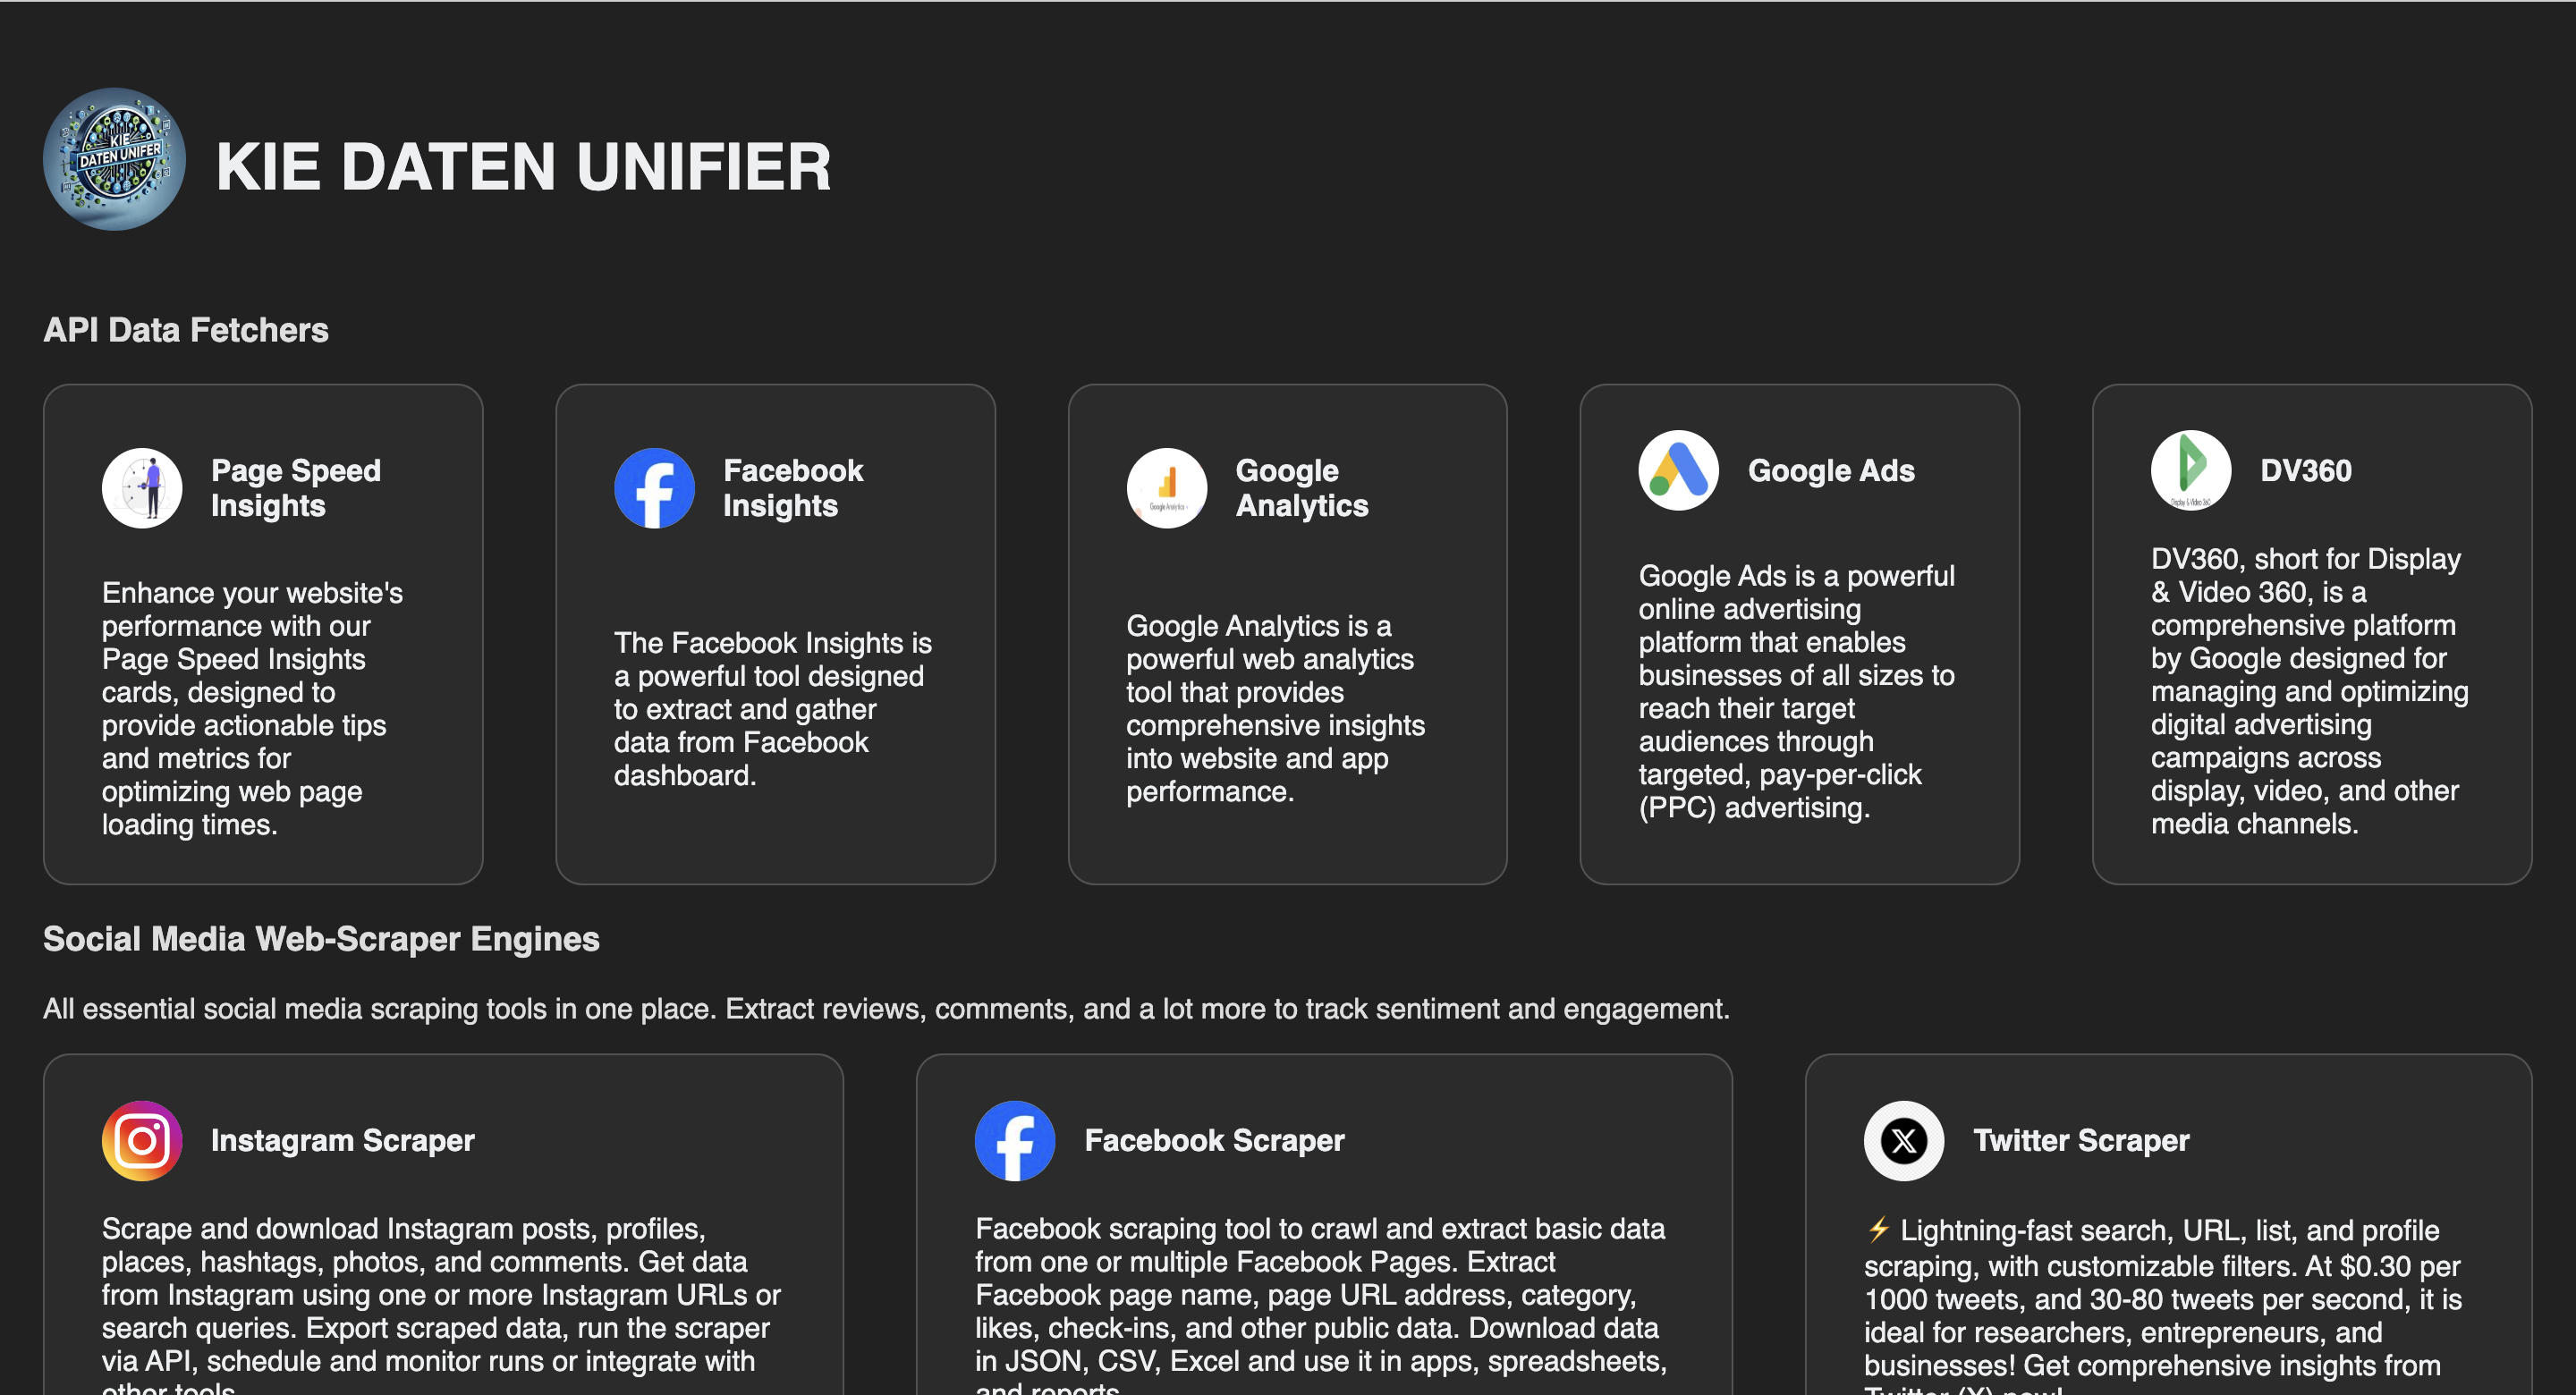 KIE
DATEN UNIFER
KIE DATEN UNIFIER
API Data Fetchers
Page Speed
Insights
Enhance your website's
performance with our
Page Speed Insights
cards, designed to
provide actionable tips
and metrics for
optimizing web page
loading times.
Facebook
Insights
The Facebook Insights is
a powerful tool designed
to extract and gather
data from Facebook
dashboard.
Google Analytics
Google
Analytics
Google Analytics is a
powerful web analytics
tool that provides
comprehensive insights
into website and app
performance.
Google Ads
Google Ads is a powerful
online advertising
platform that enables
businesses of all sizes to
reach their target
audiences through
targeted, pay-per-click
(PPC) advertising.
Display & Video 360
DV360
DV360, short for Display
& Video 360, is a
comprehensive platform
by Google designed for
managing and optimizing
digital advertising
campaigns across
display, video, and other
media channels.
Social Media Web-Scraper Engines
All essential social media scraping tools in one place. Extract reviews, comments, and a lot more to track sentiment and engagement.
Instagram Scraper
Scrape and download Instagram posts, profiles,
places, hashtags, photos, and comments. Get data
from Instagram using one or more Instagram URLs or
search queries. Export scraped data, run the scraper
via API, schedule and monitor runs or integrate with
other tools.
Facebook Scraper
Facebook scraping tool to crawl and extract basic data
from one or multiple Facebook Pages. Extract
Facebook page name, page URL address, category,
likes, check-ins, and other public data. Download data
in JSON, CSV, Excel and use it in apps, spreadsheets,
and reports.
Twitter Scraper
⚡ Lightning-fast search, URL, list, and profile
scraping, with customizable filters. At $0.30 per
1000 tweets, and 30-80 tweets per second, it is
ideal for researchers, entrepreneurs, and
businesses! Get comprehensive insights from
Twitter (X) now!